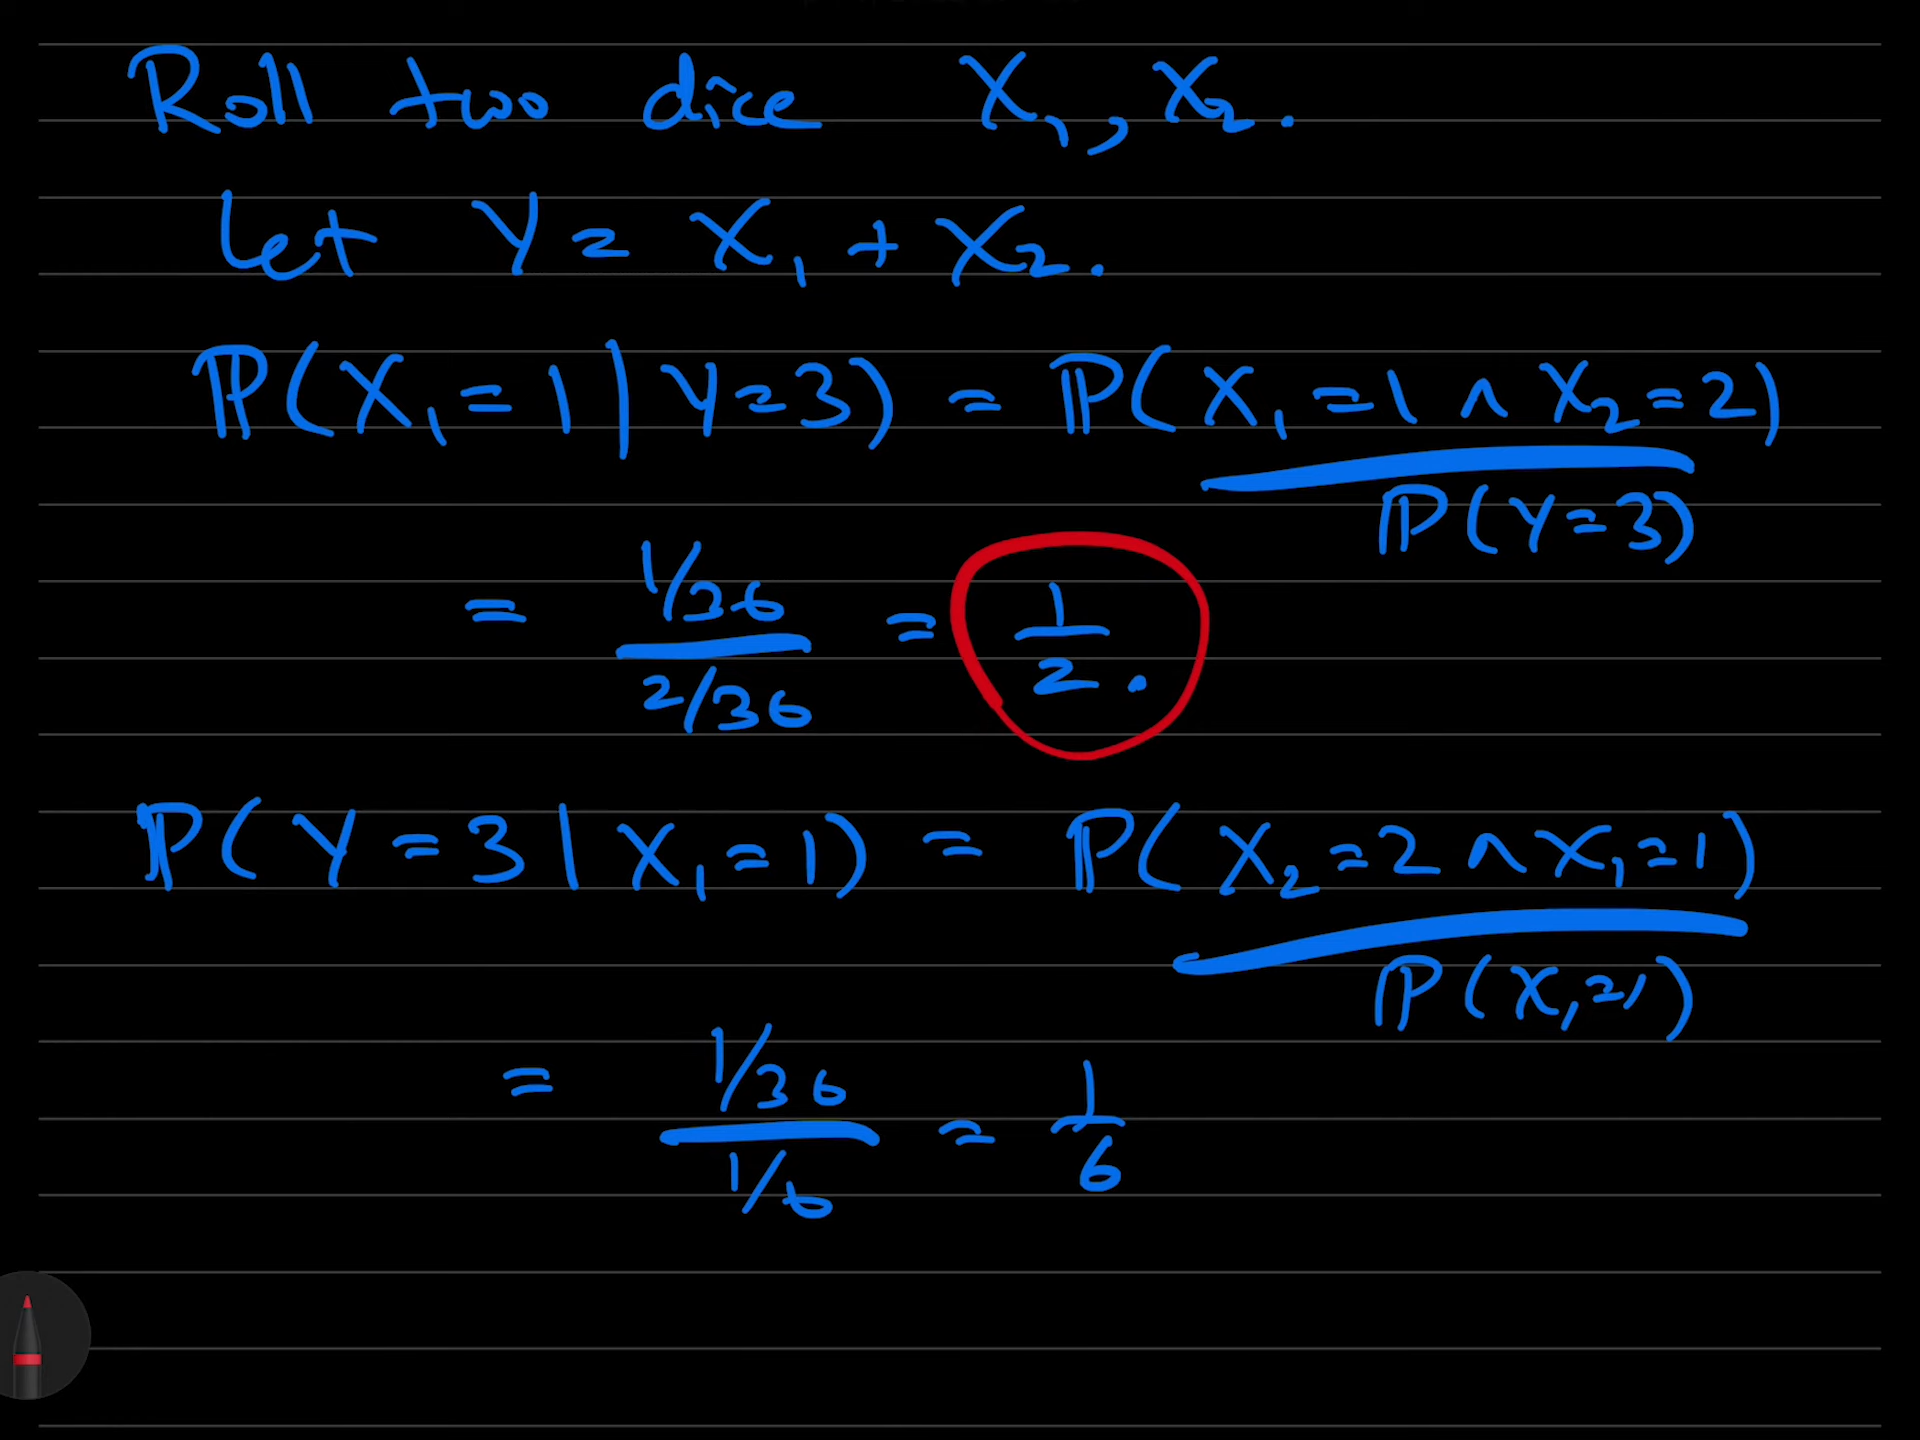 Roll two dice X₁, X₂.
Let Y = X₁ + X₂.
ℙ(X₁ = 1 | Y = 3) = ℙ(X₁ = 1 ∧ X₂ = 2)
ℙ(Y = 3)
= 1/36 = 1/2.
2/36
ℙ(Y = 3 | X₁ = 1) = ℙ(X₂ = 2 ∧ X₁ = 1)
ℙ(X₁ = 1)
= 1/36 = 1/6
1/6